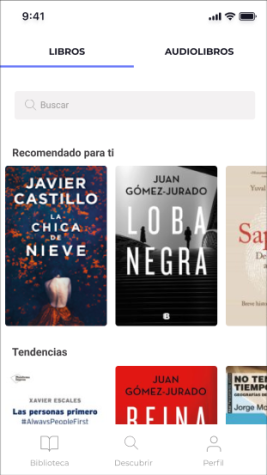 9:41
LIBROS
AUDIOLIBROS
Buscar
Recomendado para ti
JAVIER
CASTILLO
LA
CHICA
DE
NIEVE
JUAN
GÓMEZ-JURADO
LOBA
NEGRA
B
Yuval
Sap
De
a
Breve histo
Tendencias
XAVIER ESCALES
Las personas primero
#AlwaysPeopleFirst
JUAN
GÓMEZ-JURADO
REINA
NO TE
TIEMPO
Jorge Mo
Biblioteca
Descubrir
Perfil